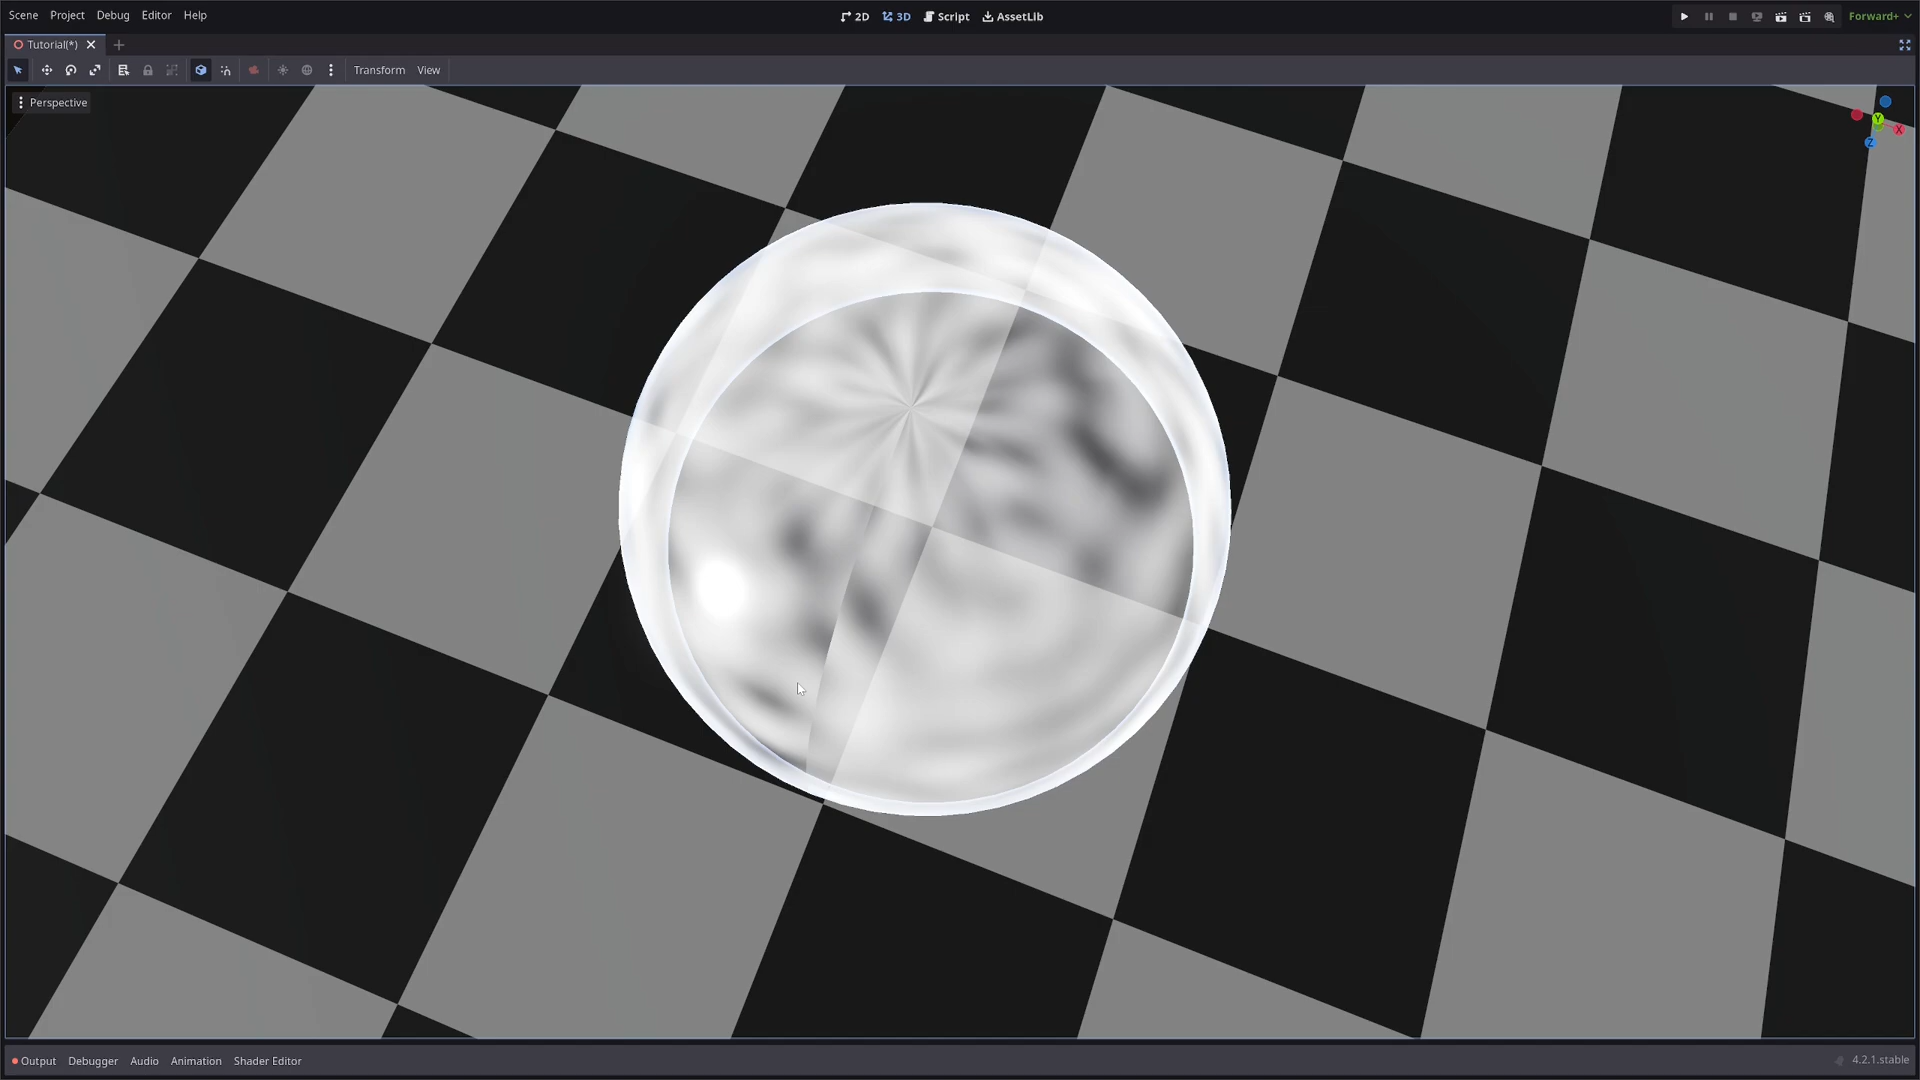 Scene Project Debug Editor Help
2D 3D Script AssetLib
Forward+
Tutorial(*)
Transform View
Perspective
Y
X
Z
Output Debugger Audio Animation Shader Editor
4.2.1.stable